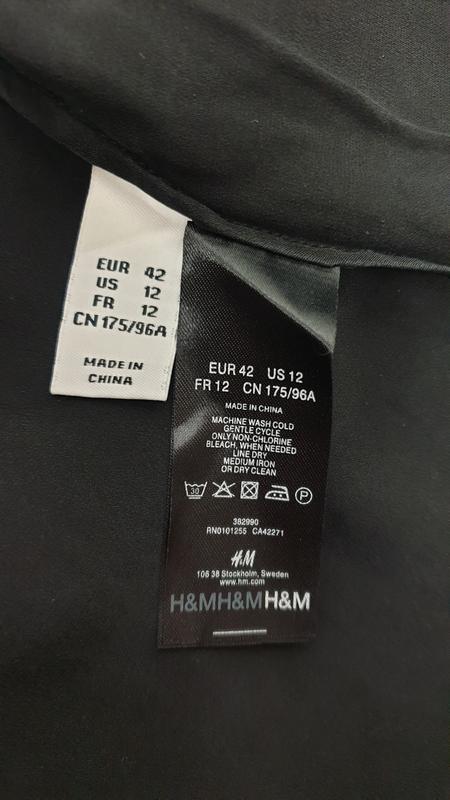 EUR 42
US 12
FR 12
CN 175/96A
MADE IN
CHINA
EUR 42 US 12
FR 12 CN 175/96A
MADE IN CHINA
MACHINE WASH COLD
GENTLE CYCLE
ONLY NON-CHLORINE
BLEACH, WHEN NEEDED
LINE DRY
MEDIUM IRON
OR DRY CLEAN
30 P
382990
RN0101255 CA42271
H&M
106 38 Stockholm, Sweden
www.hm.com
H&MH&MH&M